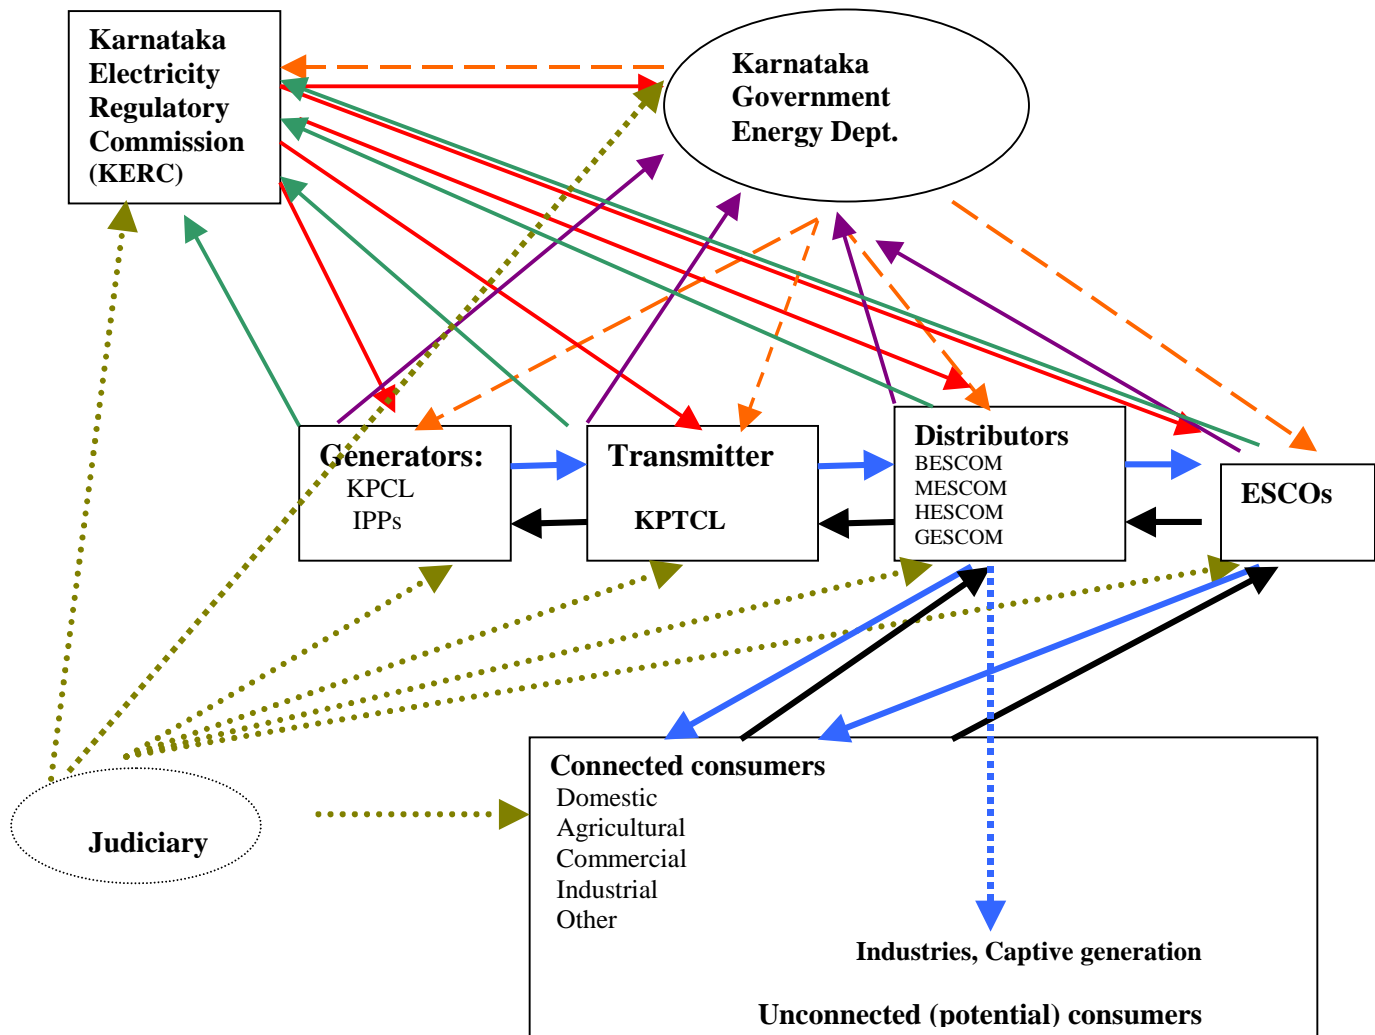 Karnataka
Electricity
Regulatory
Commission
(KERC)
Karnataka
Government
Energy Dept.
Generators:
KPCL
IPPs
Transmitter
KPTCL
Distributors
BESCOM
MESCOM
HESCOM
GESCOM
ESCOs
Judiciary
Connected consumers
Domestic
Agricultural
Commercial
Industrial
Other
Industries, Captive generation
Unconnected (potential) consumers